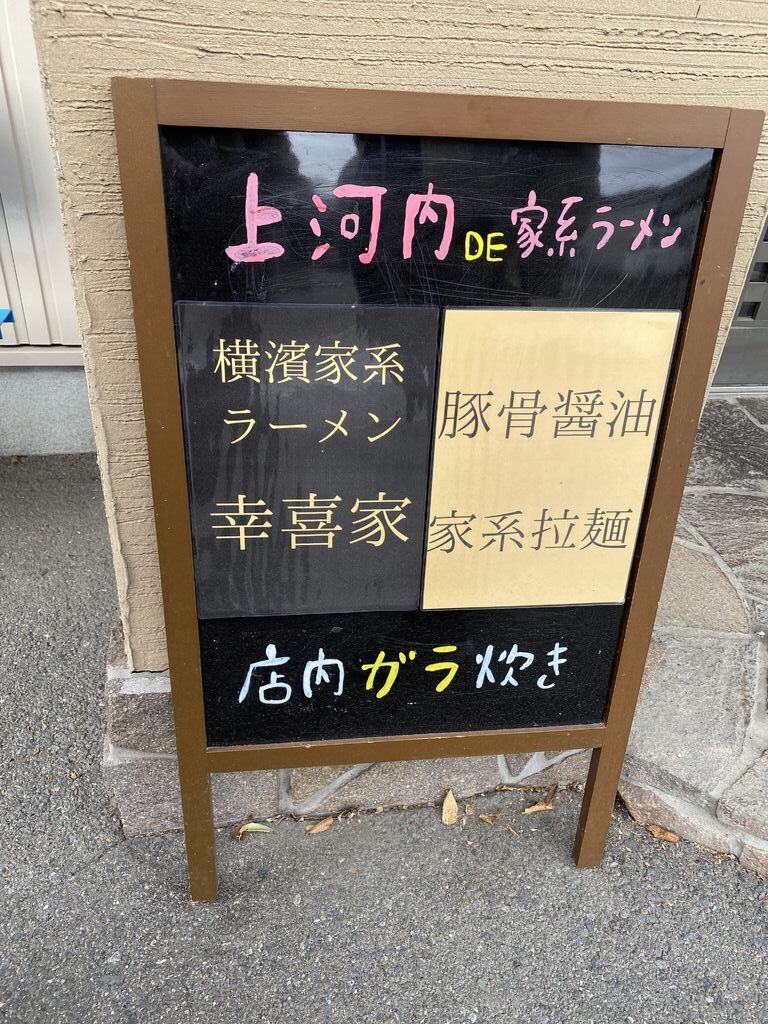 上河内DE家系ラーメン
横濱家系
ラーメン
幸喜家
豚骨醤油
家系拉麺
店内ガラ炊き